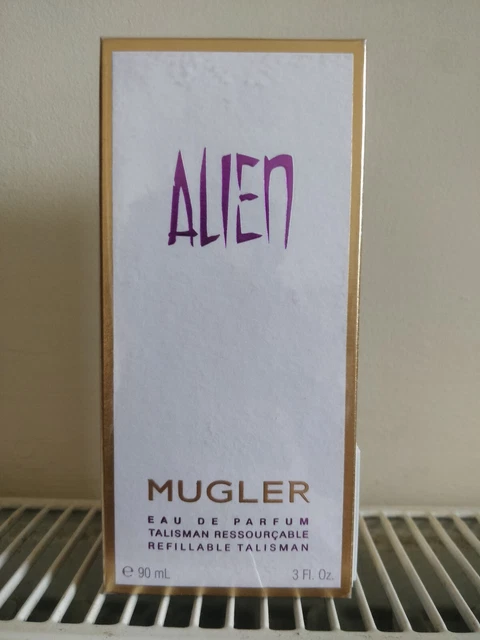 ALIEN
MUGLER
EAU DE PARFUM
TALISMAN RESSOURÇABLE
REFILLABLE TALISMAN
℮ 90 mL 3 Fl. Oz.